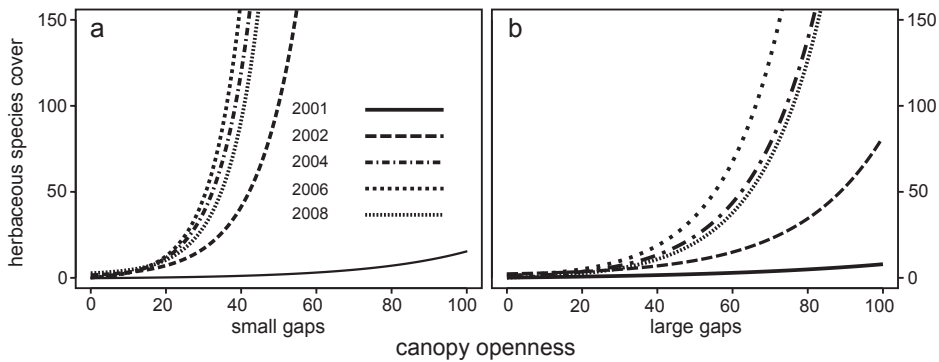 a
b
herbaceous species cover
150
100
50
0
150
100
50
0
2001
2002
2004
2006
2008
0 20 40 60 80 100
0 20 40 60 80 100
small gaps
large gaps
canopy openness